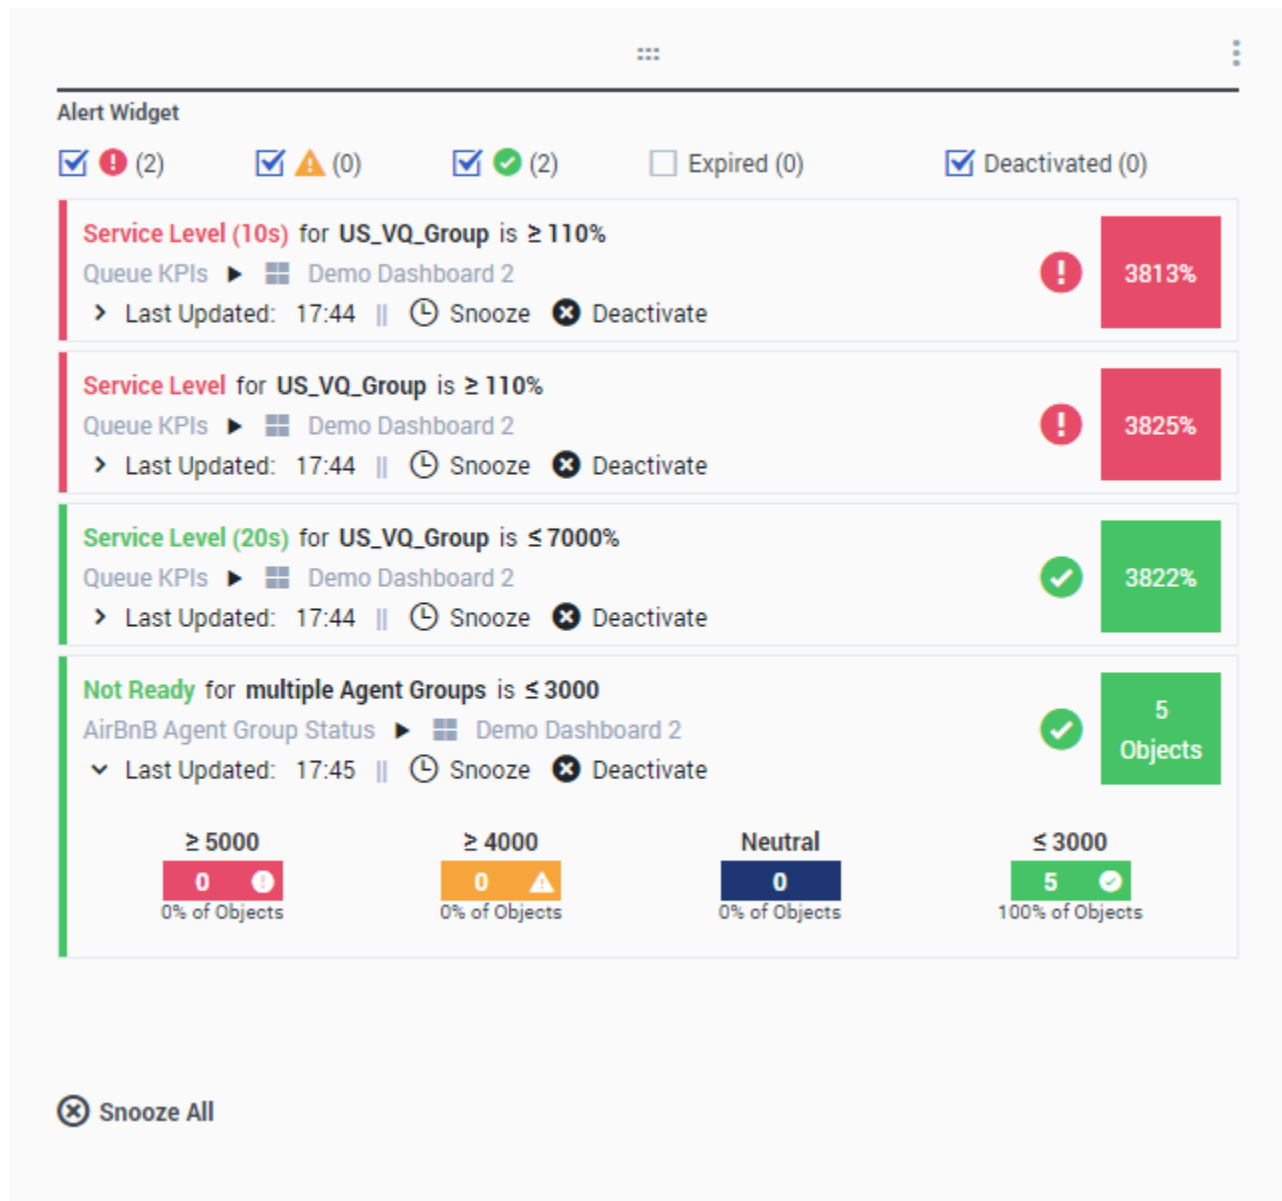 Alert Widget
(2) (0) (2) Expired (0) Deactivated (0)
Service Level (10s) for US_VQ_Group is ≥ 110%
Queue KPIs Demo Dashboard 2
3813%
Last Updated: 17:44 || Snooze Deactivate
Service Level for US_VQ_Group is ≥ 110%
Queue KPIs Demo Dashboard 2
3825%
Last Updated: 17:44 || Snooze Deactivate
Service Level (20s) for US_VQ_Group is ≤ 7000%
Queue KPIs Demo Dashboard 2
3822%
Last Updated: 17:44 || Snooze Deactivate
Not Ready for multiple Agent Groups is ≤ 3000
AirBnB Agent Group Status Demo Dashboard 2
5
Objects
Last Updated: 17:45 || Snooze Deactivate
≥ 5000 ≥ 4000 Neutral ≤ 3000
0 0 0 5
0% of Objects 0% of Objects 0% of Objects 100% of Objects
Snooze All